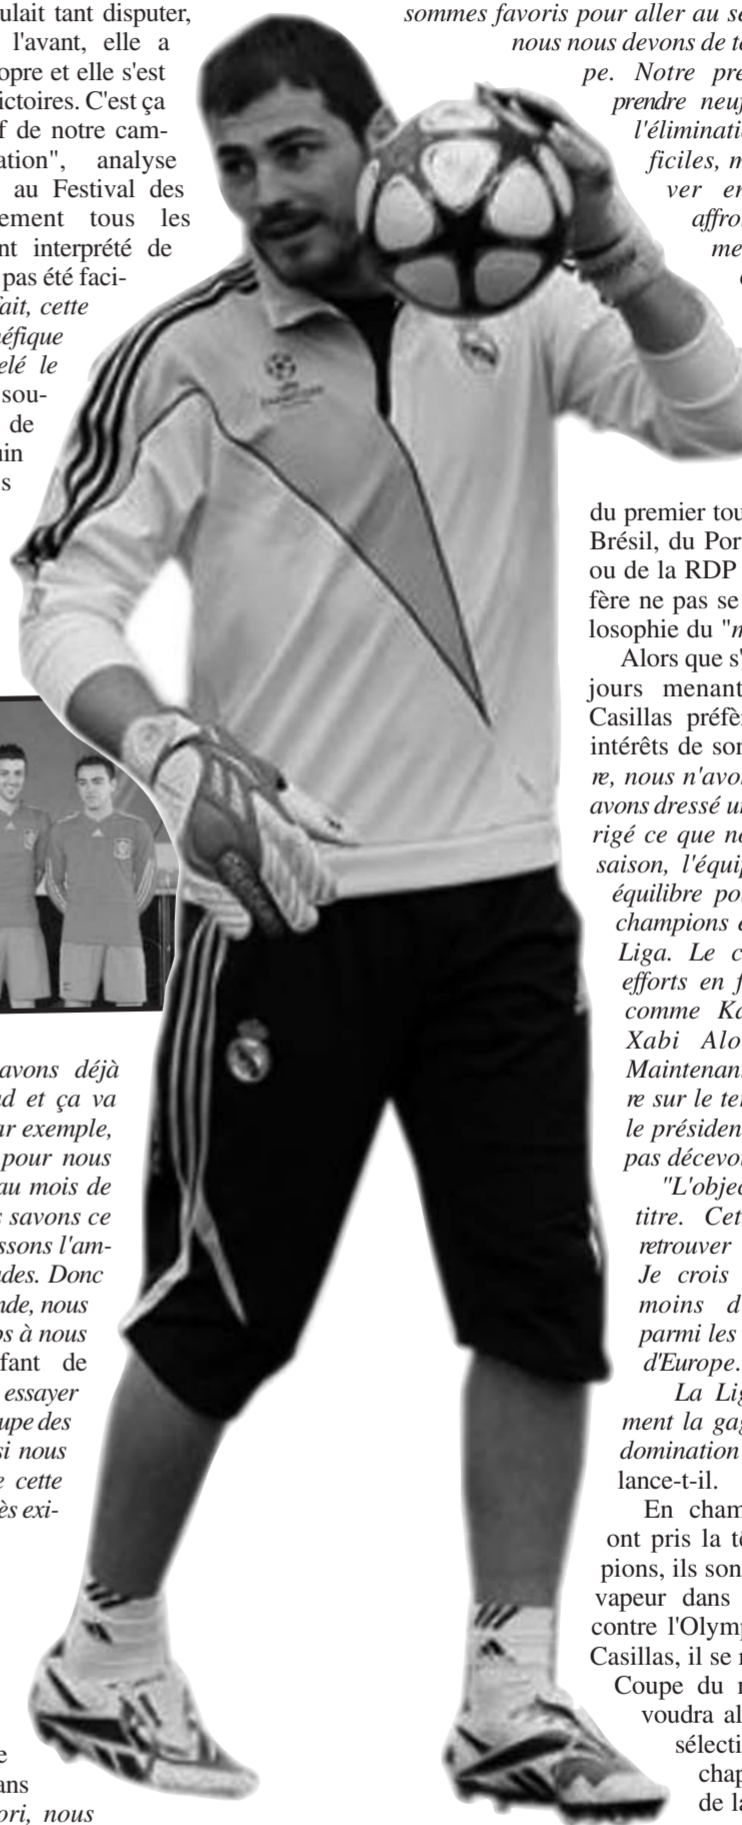 ulait tant disputer,
l'avant, elle a
opre et elle s'est
ictoires. C'est ça
f de notre cam-
ation", analyse
au Festival des
ement tous les
nt interprété de
pas été faci-
fait, cette
éfique
elé le
sou-
de
uin
s
avons déjà
d et ça va
ar exemple,
pour nous
au mois de
s savons ce
ssons l'am-
des. Donc
nde, nous
ps à nous
fant de
essayer
upe des
si nous
e cette
ès exi-
e
ans
ori, nous
sommes favoris pour aller au se
nous nous devons de te
pe. Notre pre
prendre neuf
l'éliminati
ficiles, m
ver en
affro
me
du premier tou
Brésil, du Por
ou de la RDP
fère ne pas se
losophie du "m
Alors que s'
jours menant
Casillas préfè
intérêts de son
re, nous n'avo
avons dressé u
rigé ce que no
saison, l'équip
équilibre po
champions e
Liga. Le c
efforts en f
comme Ka
Xabi Alo
Maintenan
re sur le te
le présiden
pas décevo
"L'objec
titre. Cet
retrouver
Je crois
moins d
parmi les
d'Europe.
La Lig
ment la gag
domination
lance-t-il.
En cham
ont pris la tê
pions, ils son
vapeur dans
contre l'Olymp
Casillas, il se r
Coupe du m
voudra al
sélecti
chap
de la